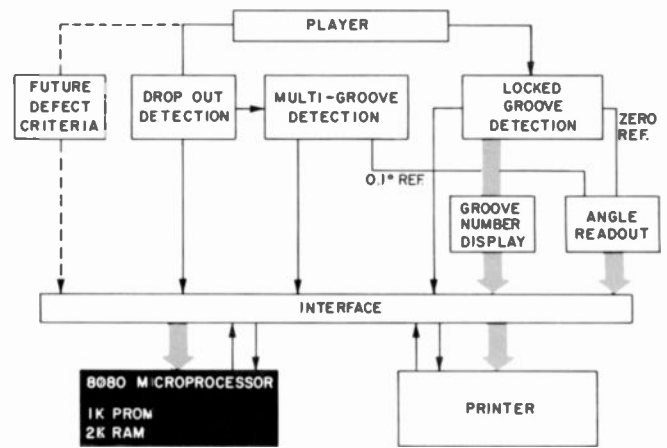 PLAYER
FUTURE
DEFECT
CRITERIA
DROP OUT
DETECTION
MULTI-GROOVE
DETECTION
LOCKED
GROOVE
DETECTION
ZERO
REF.
0.1° REF.
GROOVE
NUMBER
DISPLAY
ANGLE
READOUT
INTERFACE
8080 MICROPROCESSOR
1K PROM
2K RAM
PRINTER